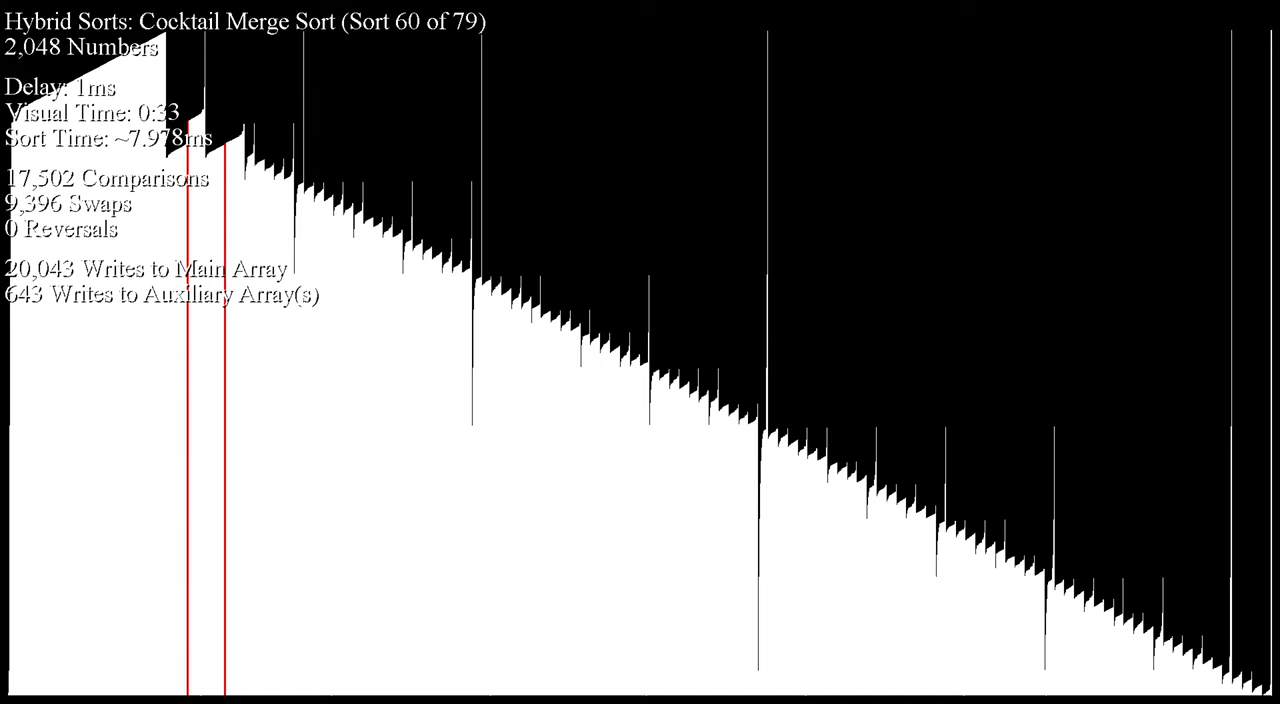 Hybrid Sorts: Cocktail Merge Sort (Sort 60 of 79)
2,048 Numbers
Delay: 1ms
Visual Time: 0:33
Sort Time: ~7.978ms
17,502 Comparisons
9,396 Swaps
0 Reversals
20,043 Writes to Main Array
643 Writes to Auxiliary Array(s)